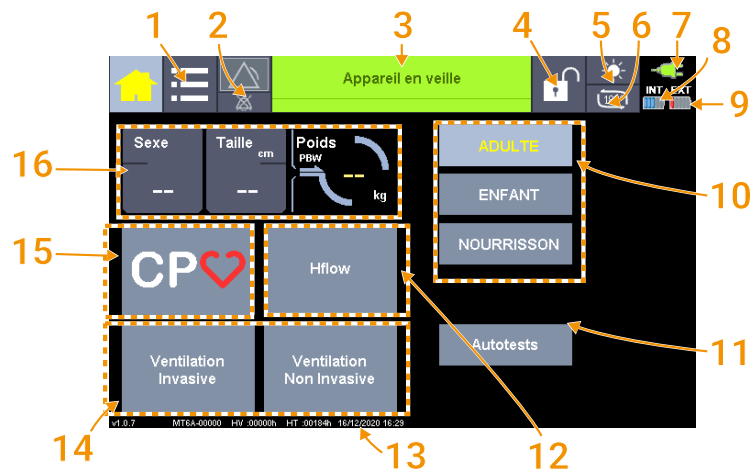 1
2
3
4
5
6
7
8
9
Appareil en veille
INT
EXT
Sexe
--
Taille
cm
--
Poids
PBW
--
kg
16
ADULTE
ENFANT
NOURRISSON
10
15
CP
Hflow
12
11
Autotests
Ventilation
Invasive
Ventilation
Non Invasive
14
13
v1.0.7 MT6A-00000 HV :00000h HT :00184h 16/12/2020 16:29